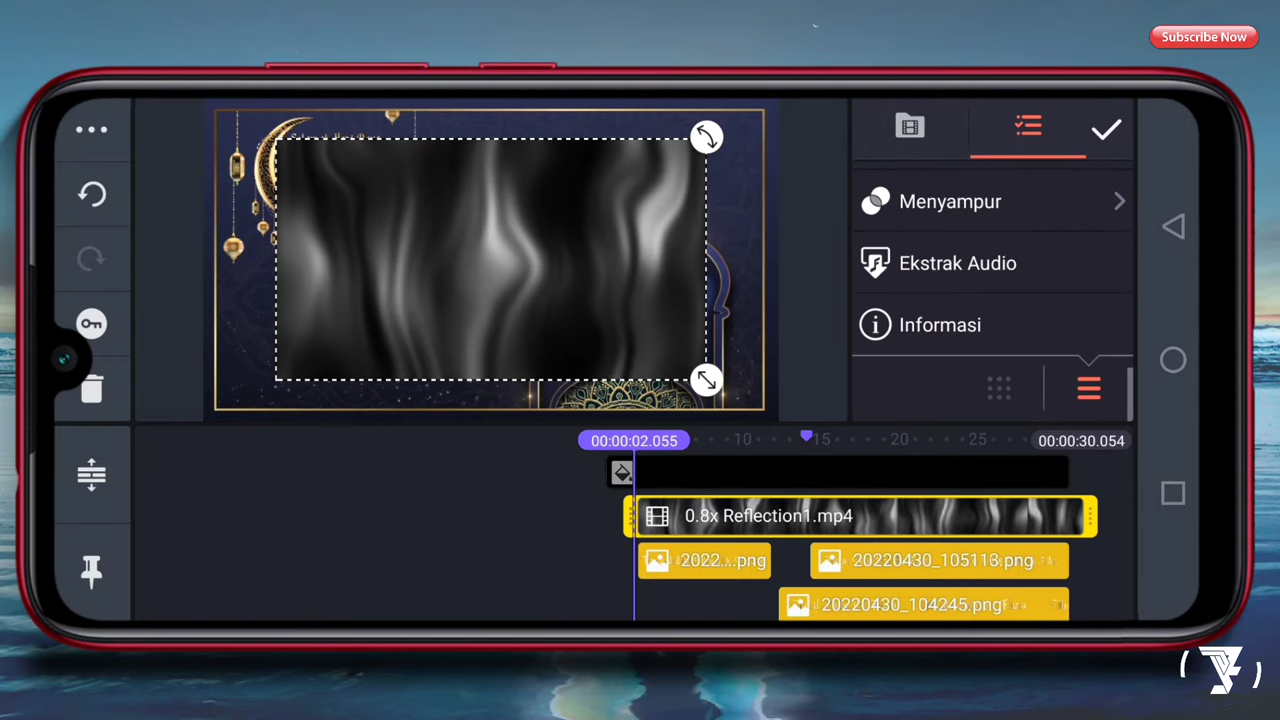 Subscribe Now
Menyampur
Ekstrak Audio
Informasi
00:00:02.055
10
15
20
25
00:00:30.054
0.8x Reflection1.mp4
2022...png
20220430_105113.png
20220430_104245.png